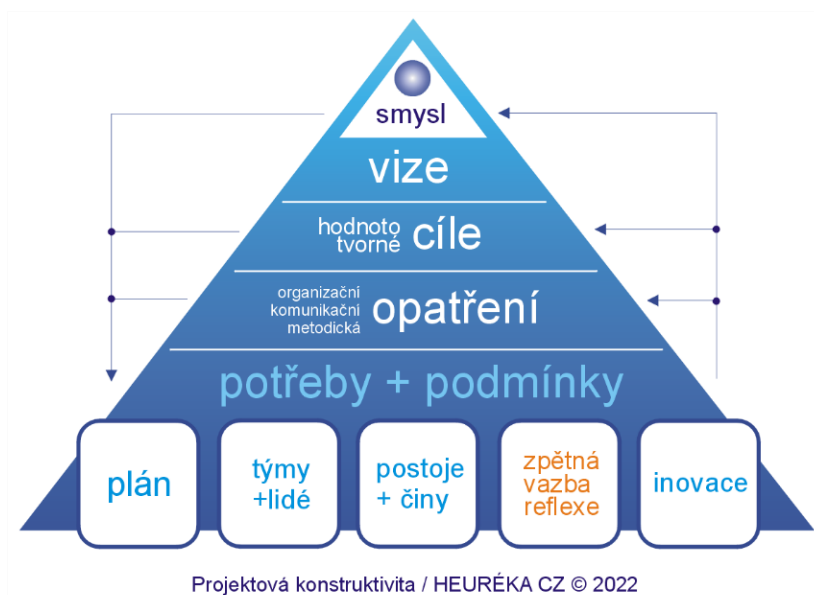 smysl
vize
hodnoto
tvorné
cíle
organizační
komunikační
metodická
opatření
potřeby + podmínky
plán
týmy
+lidé
postoje
+ činy
zpětná
vazba
reflexe
inovace
Projektová konstruktivita / HEURÉKA CZ © 2022